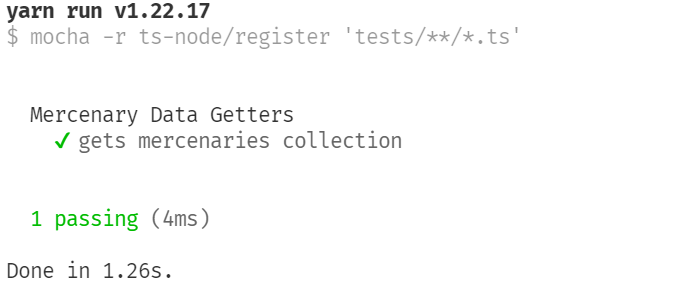 yarn run v1.22.17
$ mocha -r ts-node/register 'tests/**/*.ts'
Mercenary Data Getters
✓ gets mercenaries collection
1 passing (4ms)
Done in 1.26s.